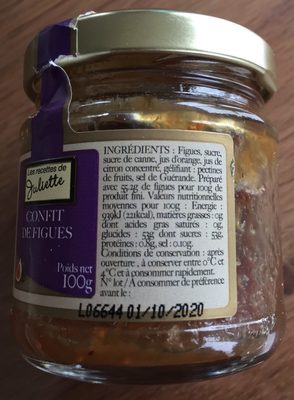 Les recettes de
Juliette
CONFIT
DE FIGUES
Poids net
100g
INGRÉDIENTS : Figues, sucre,
sucre de canne, jus d'orange, jus de
citron concentré, gélifiant : pectines
de fruits, sel de Guérande. Préparé
avec 55.2g de figues pour 100g de
produit fini. Valeurs nutritionnelles
moyennes pour 100g : Energie :
939kJ (221kcal), matières grasses : 0g
dont acides gras saturés : 0g,
glucides : 53g dont sucres : 53g,
protéines : 0.8g, sel : 0.10g.
Conditions de conservation : après
ouverture , à conserver entre 0°C et
4°C et à consommer rapidement.
N° lot / A consommer de préférence
avant le :
L06644 01/10/2020